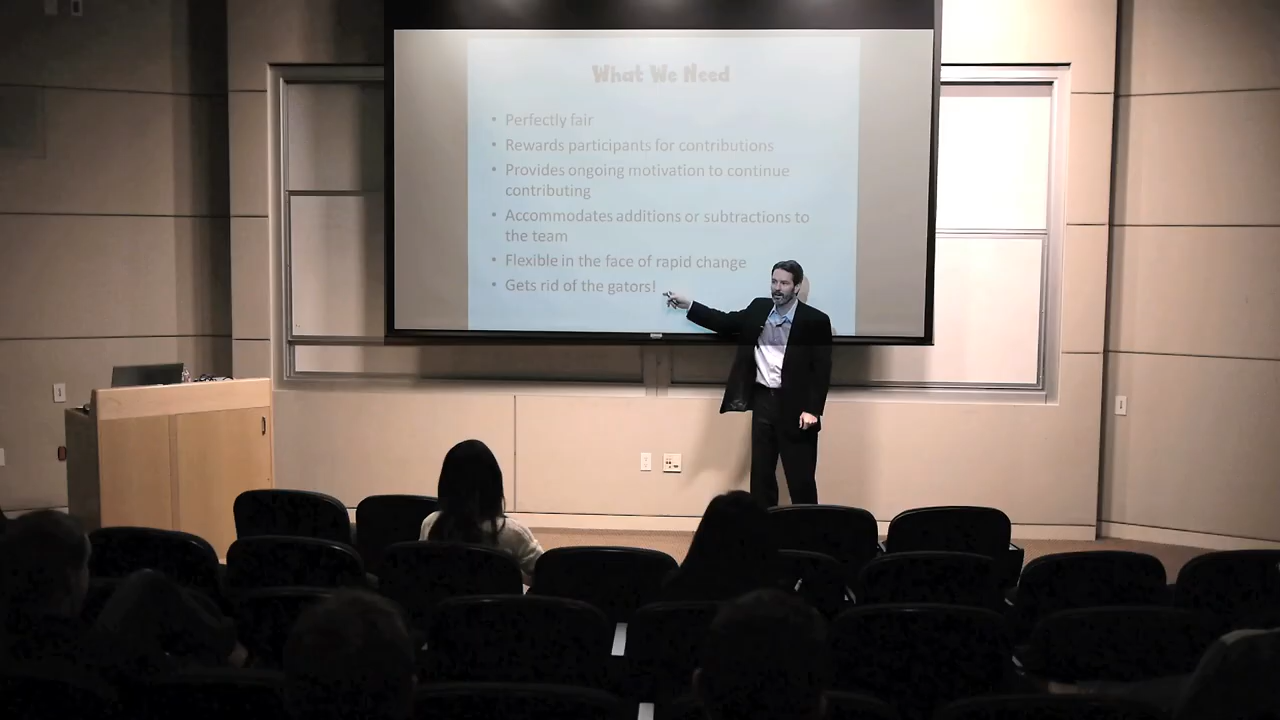 What We Need
• Perfectly fair
• Rewards participants for contributions
• Provides ongoing motivation to continue
contributing
• Accommodates additions or subtractions to
the team
• Flexible in the face of rapid change
• Gets rid of the gators!